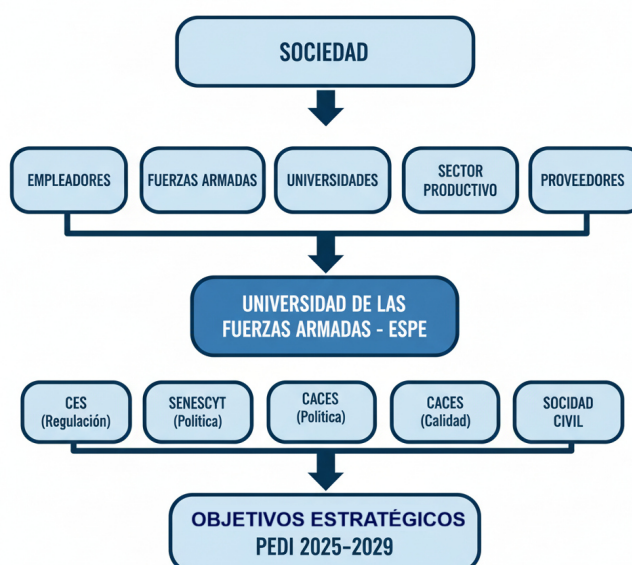 SOCIEDAD
EMPLEADORES
FUERZAS ARMADAS
UNIVERSIDADES
SECTOR
PRODUCTIVO
PROVEEDORES
UNIVERSIDAD DE LAS
FUERZAS ARMADAS - ESPE
CES
(Regulación)
SENESCYT
(Política)
CACES
(Política)
CACES
(Calidad)
SOCIDAD
CIVIL
OBJETIVOS ESTRATÉGICOS
PEDI 2025-2029